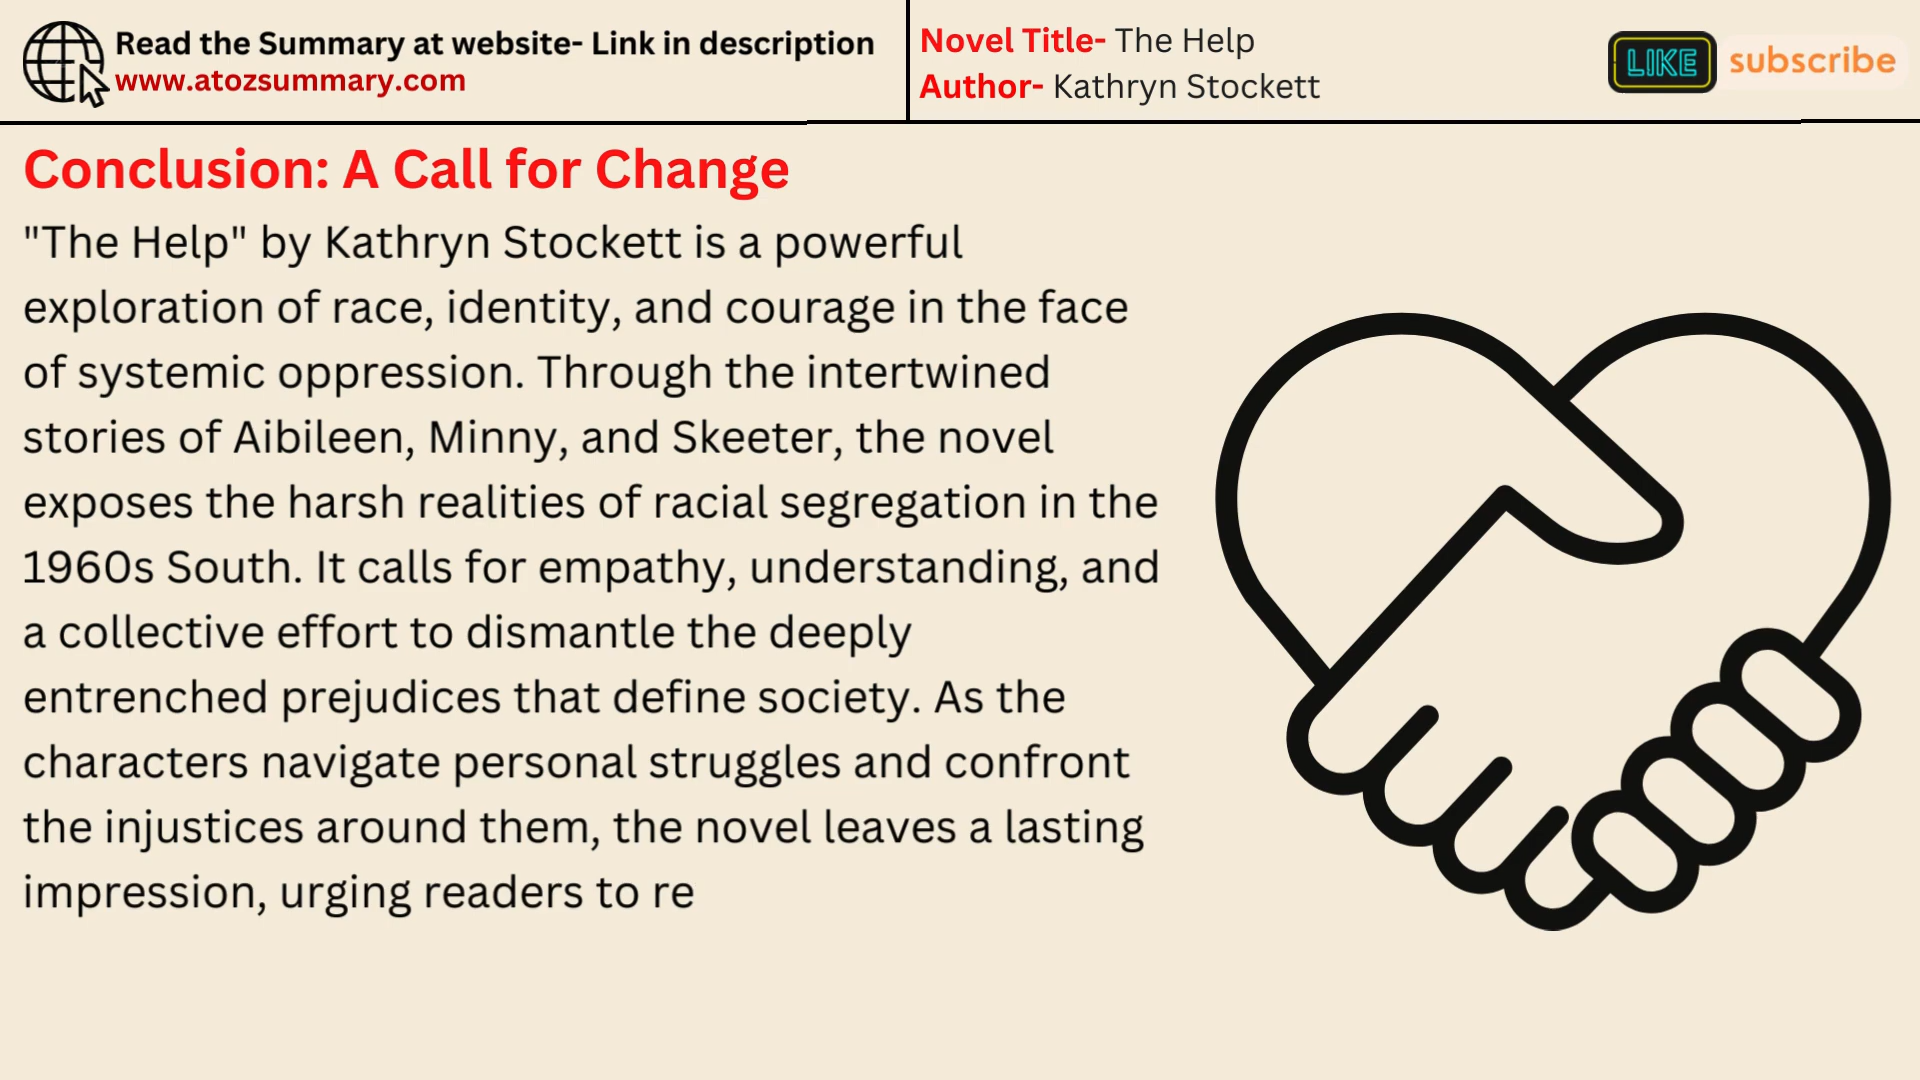 Read the Summary at website- Link in description
www.atozsummary.com
Novel Title- The Help
Author- Kathryn Stockett
LIKE
subscribe
Conclusion: A Call for Change
"The Help" by Kathryn Stockett is a powerful
exploration of race, identity, and courage in the face
of systemic oppression. Through the intertwined
stories of Aibileen, Minny, and Skeeter, the novel
exposes the harsh realities of racial segregation in the
1960s South. It calls for empathy, understanding, and
a collective effort to dismantle the deeply
entrenched prejudices that define society. As the
characters navigate personal struggles and confront
the injustices around them, the novel leaves a lasting
impression, urging readers to re